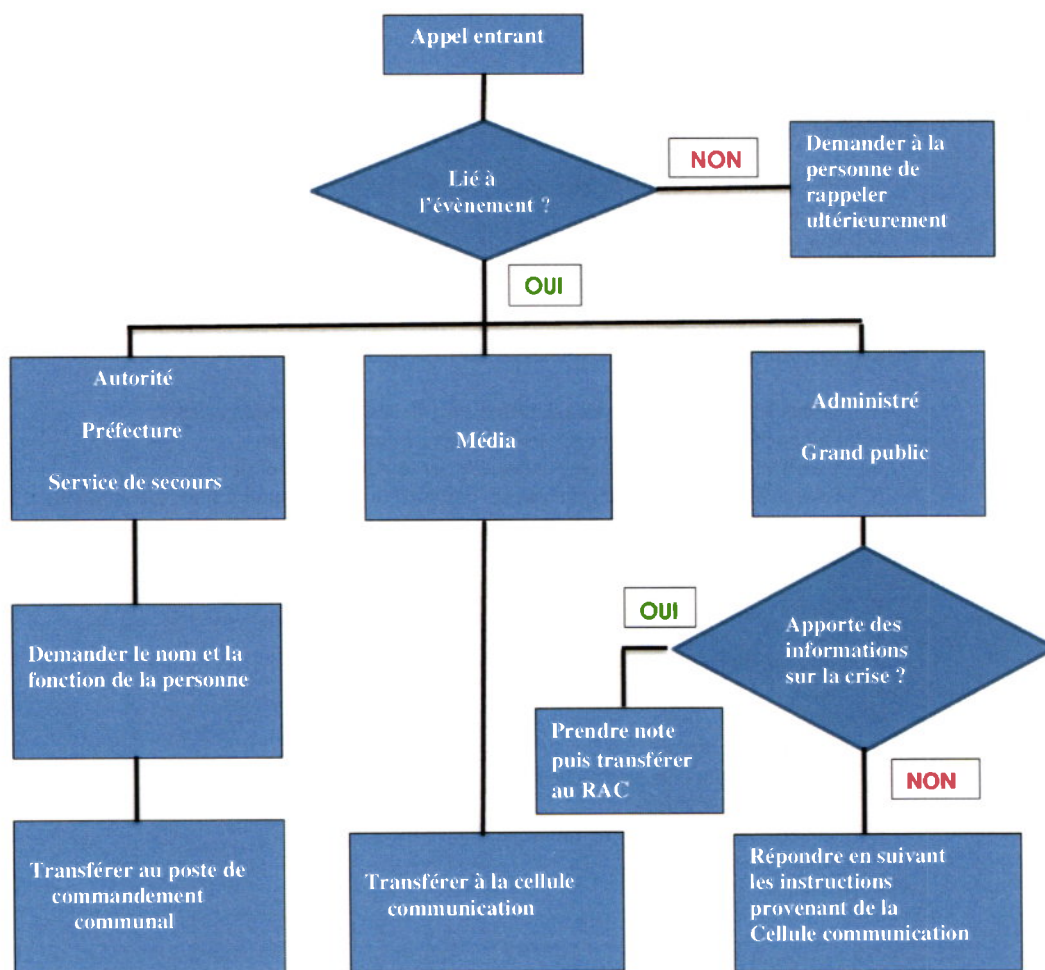 Appel entrant
Lié à
l'évènement ?
NON
Demander à la
personne de
rappeler
ultérieurement
OUI
Autorité
Préfecture
Service de secours
Média
Administré
Grand public
Demander le nom et la
fonction de la personne
OUI
Apporte des
informations
sur la crise ?
Prendre note
puis transférer
au RAC
NON
Transférer au poste de
commandement
communal
Transférer à la cellule
communication
Répondre en suivant
les instructions
provenant de la
Cellule communication